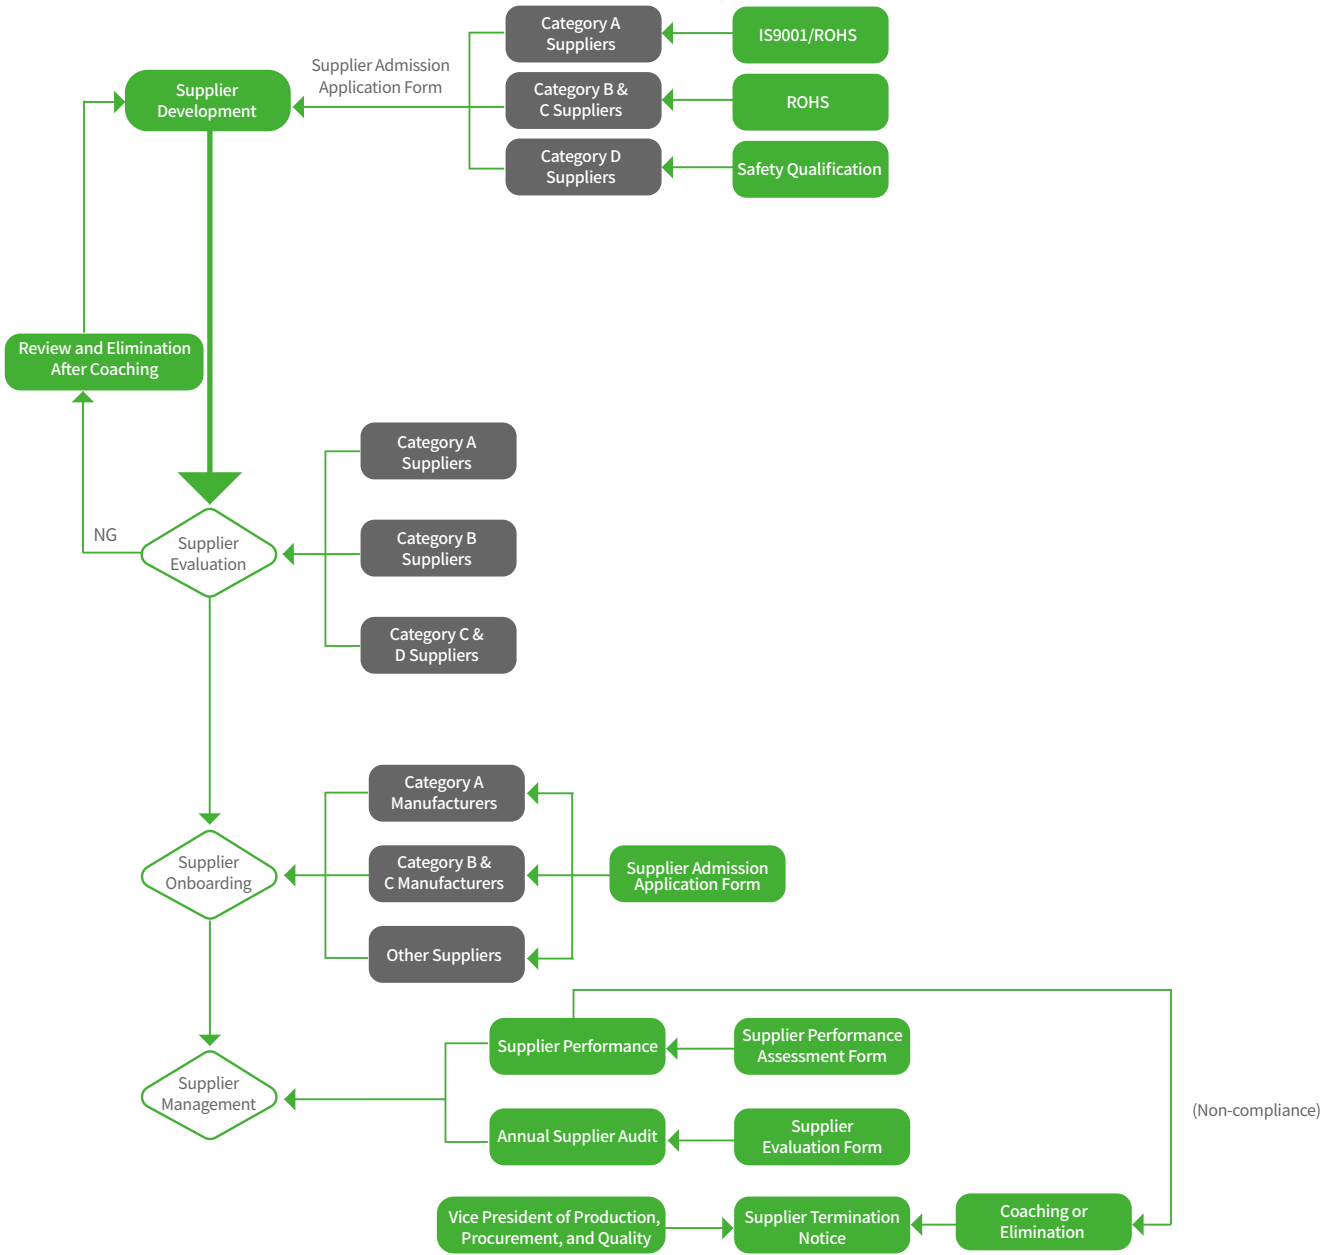 Category A
Suppliers
IS9001/ROHS
Supplier Admission
Application Form
Supplier
Development
Category B &
C Suppliers
ROHS
Category D
Suppliers
Safety Qualification
Review and Elimination
After Coaching
Category A
Suppliers
NG
Supplier
Evaluation
Category B
Suppliers
Category C &
D Suppliers
Category A
Manufacturers
Supplier
Onboarding
Category B &
C Manufacturers
Supplier Admission
Application Form
Other Suppliers
Supplier Performance
Supplier Performance
Assessment Form
Supplier
Management
(Non-compliance)
Annual Supplier Audit
Supplier
Evaluation Form
Vice President of Production,
Procurement, and Quality
Supplier Termination
Notice
Coaching or
Elimination